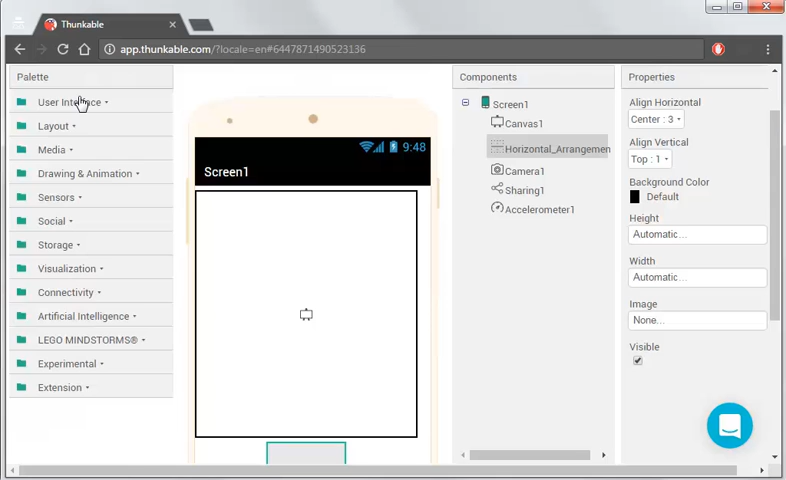 Thunkable
app.thunkable.com/?locale=en#6447871490523136
Palette
User Interface
Layout
Media
Drawing & Animation
Sensors
Social
Storage
Visualization
Connectivity
Artificial Intelligence
LEGO MINDSTORMS®
Experimental
Extension
9:48
Screen1
Components
Screen1
Canvas1
Horizontal_Arrangemen
Camera1
Sharing1
Accelerometer1
Properties
Align Horizontal
Center : 3
Align Vertical
Top : 1
Background Color
Default
Height
Automatic...
Width
Automatic...
Image
None...
Visible